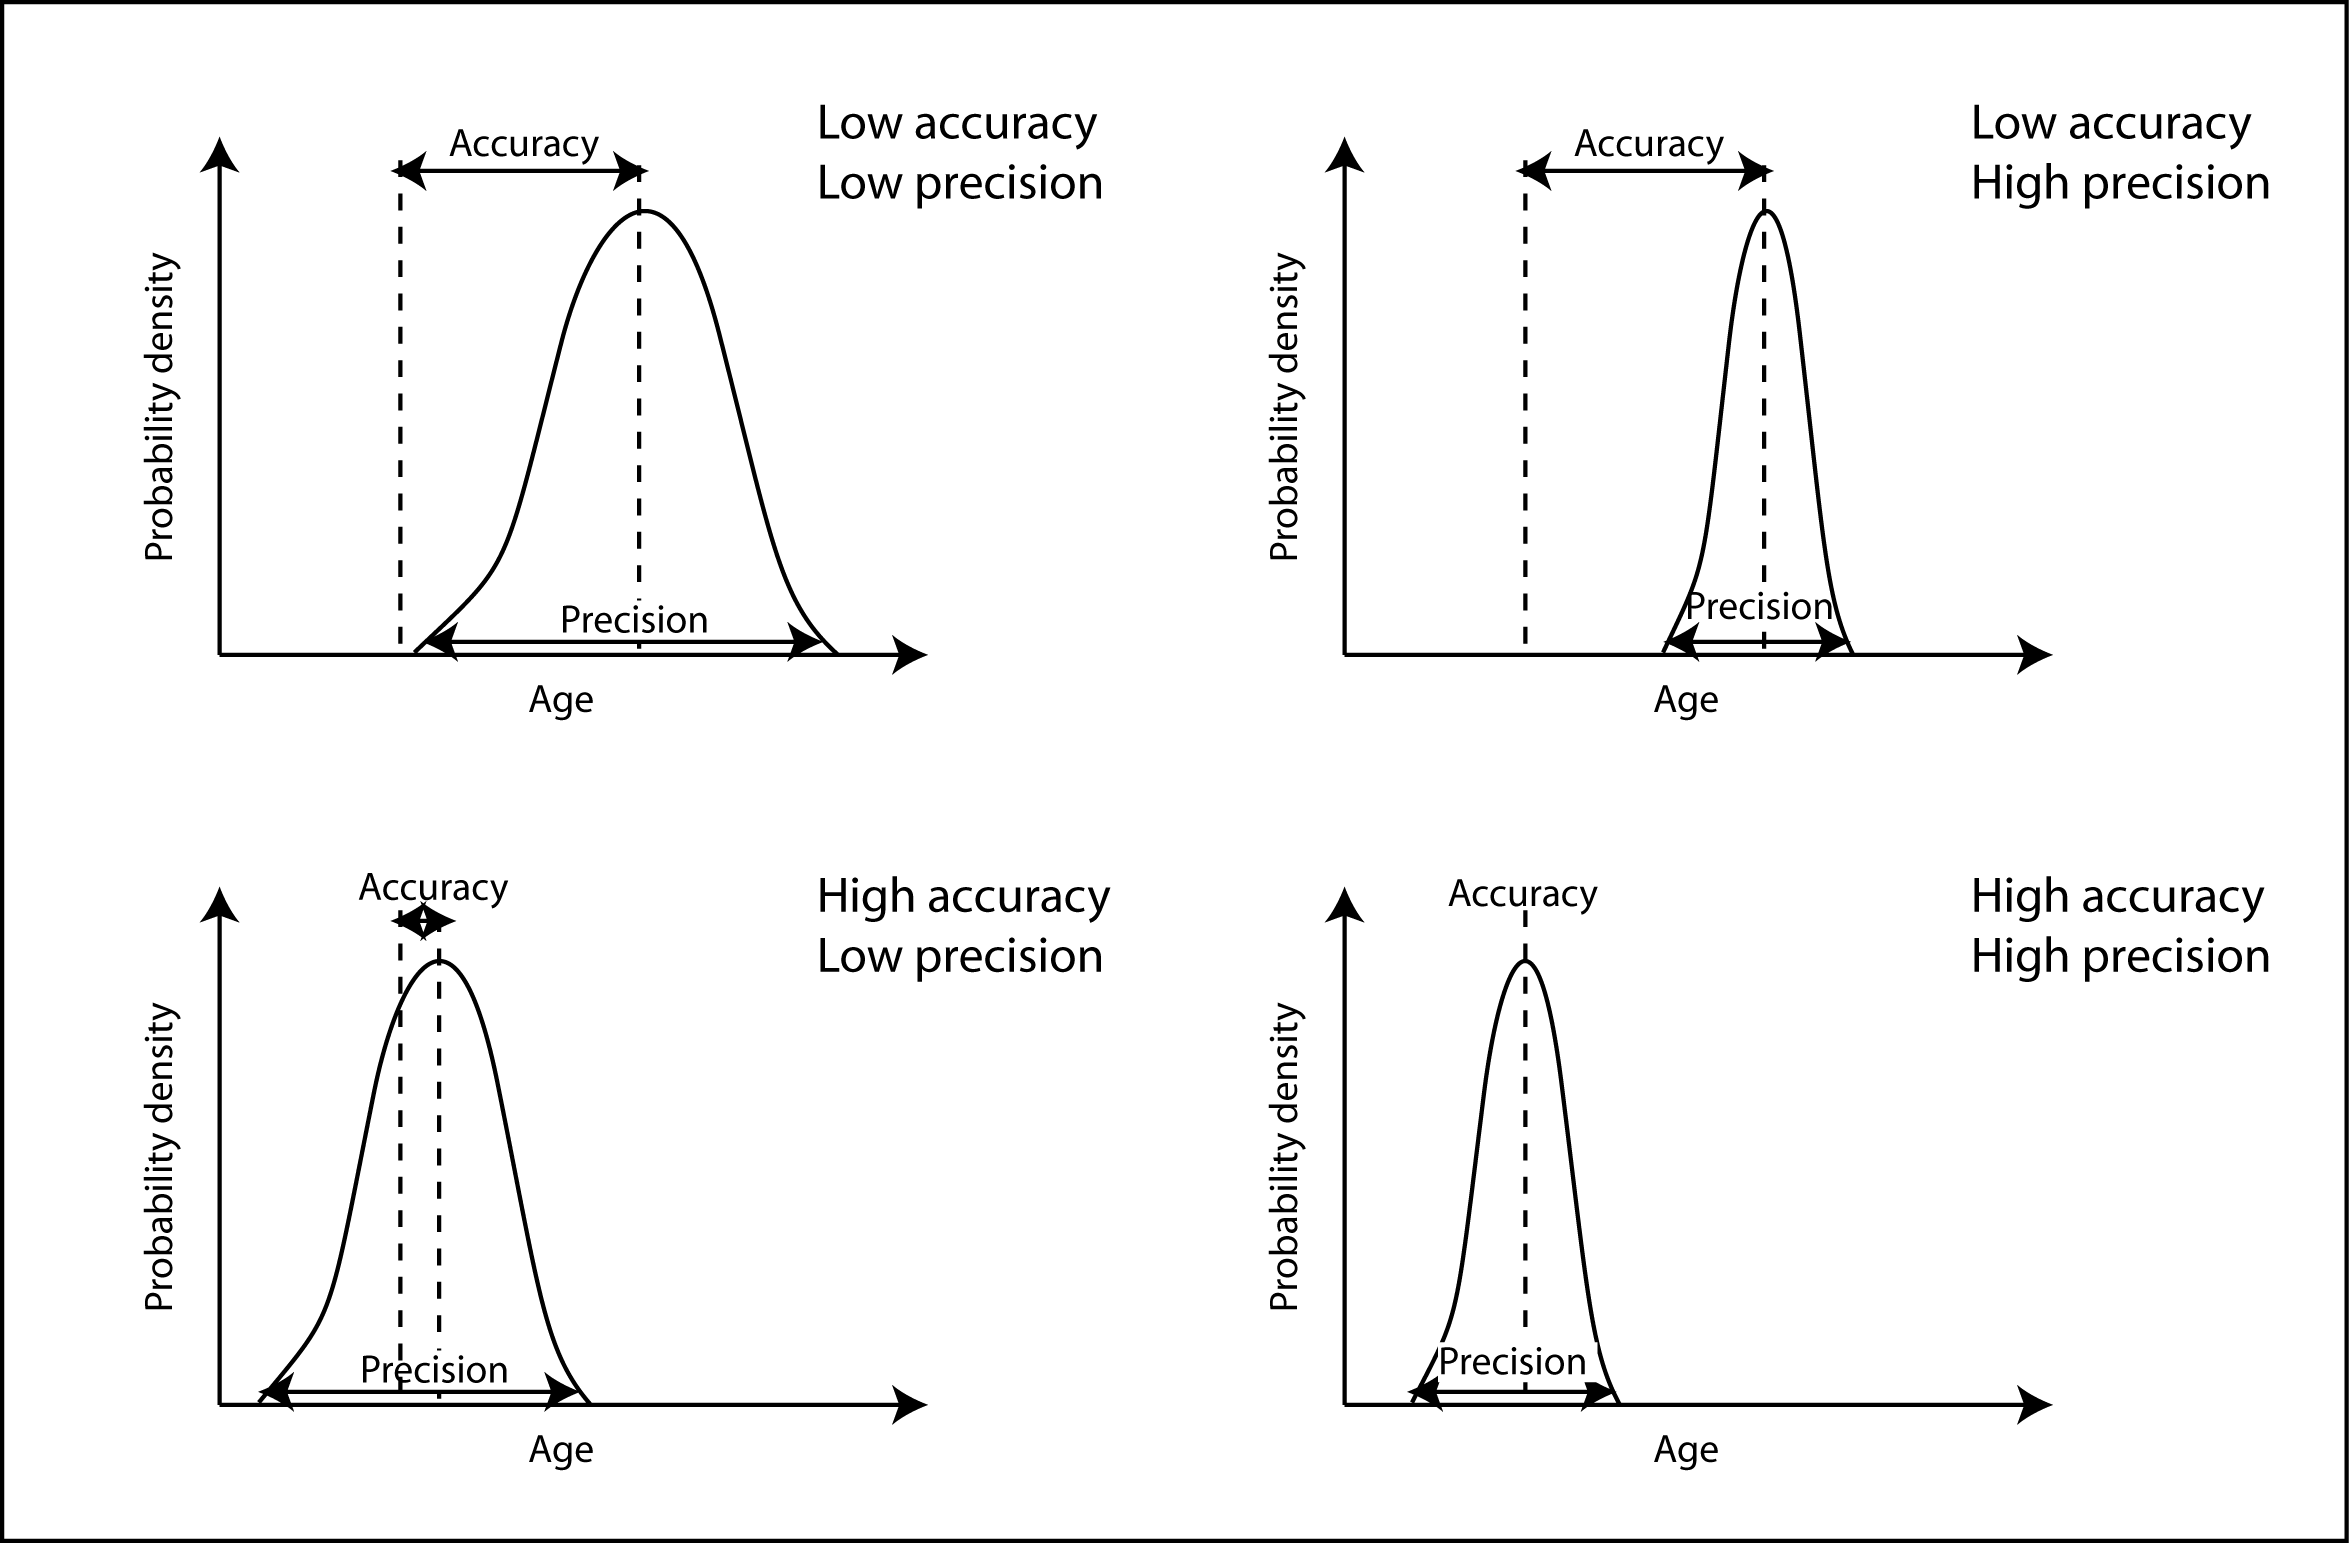 Accuracy
Low accuracy
Low precision
Probability density
Precision
Age
Accuracy
Low accuracy
High precision
Probability density
Precision
Age
Accuracy
High accuracy
Low precision
Probability density
Precision
Age
Accuracy
High accuracy
High precision
Probability density
Precision
Age